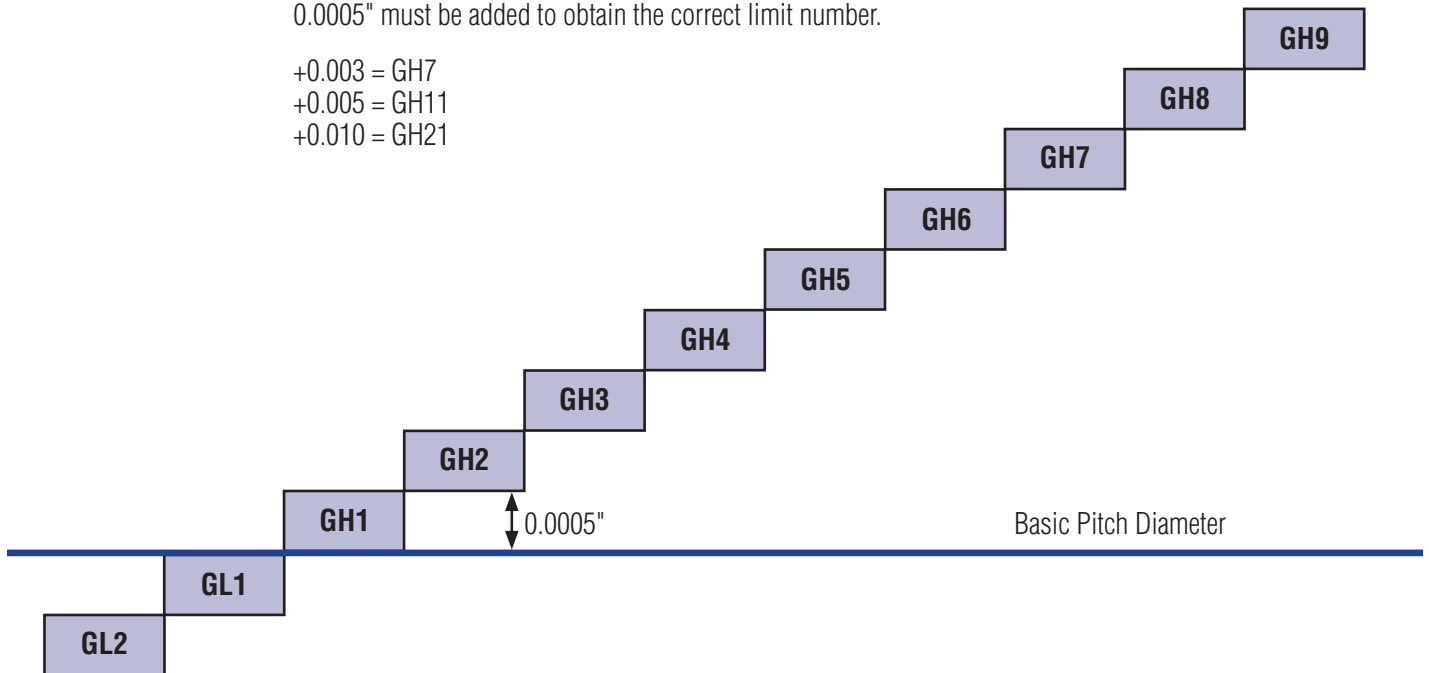 0.0005" must be added to obtain the correct limit number.
+0.003 = GH7
+0.005 = GH11
+0.010 = GH21
GH9
GH8
GH7
GH6
GH5
GH4
GH3
GH2
GH1
0.0005"
Basic Pitch Diameter
GL1
GL2